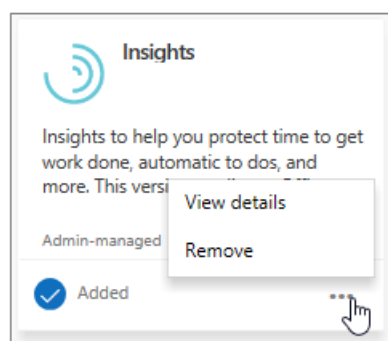 Insights
Insights to help you protect time to get
work done, automatic to dos, and
more. This
View details
Admin-managed
Remove
Added